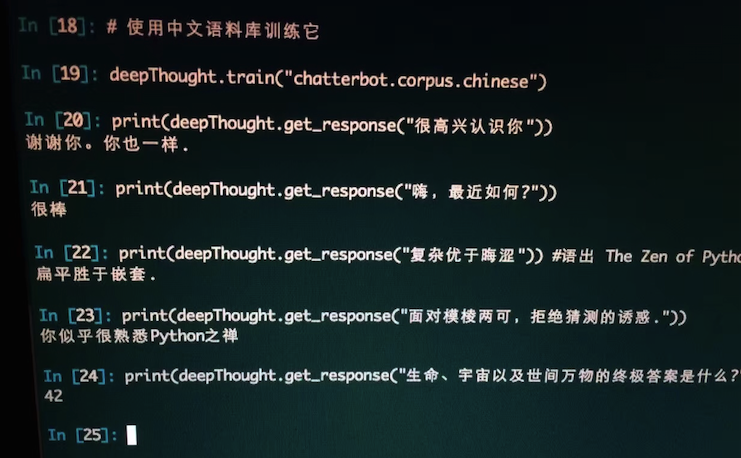 In [18]: # 使用中文语料库训练它
In [19]: deepThought.train("chatterbot.corpus.chinese")
In [20]: print(deepThought.get_response("很高兴认识你"))
谢谢你。你也一样.
In [21]: print(deepThought.get_response("嗨，最近如何?"))
很棒
In [22]: print(deepThought.get_response("复杂优于晦涩")) #语出 The Zen of Pytho
扁平胜于嵌套.
In [23]: print(deepThought.get_response("面对模棱两可，拒绝猜测的诱惑."))
你似乎很熟悉Python之禅
In [24]: print(deepThought.get_response("生命、宇宙以及世间万物的终极答案是什么?"
42
In [25]: